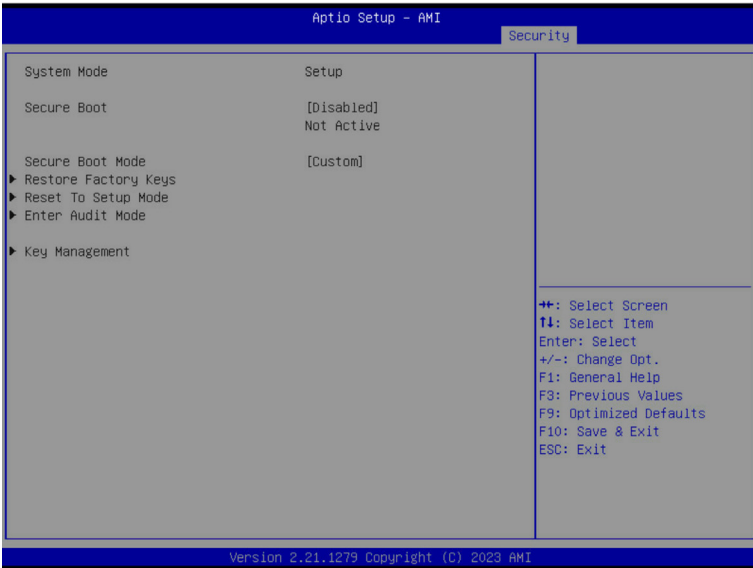 Aptio Setup - AMI
Security
System Mode Setup
Secure Boot [Disabled]
Not Active
Secure Boot Mode [Custom]
▶ Restore Factory Keys
▶ Reset To Setup Mode
▶ Enter Audit Mode
▶ Key Management
→←: Select Screen
↑↓: Select Item
Enter: Select
+/-: Change Opt.
F1: General Help
F3: Previous Values
F9: Optimized Defaults
F10: Save & Exit
ESC: Exit
Version 2.21.1279 Copyright (C) 2023 AMI